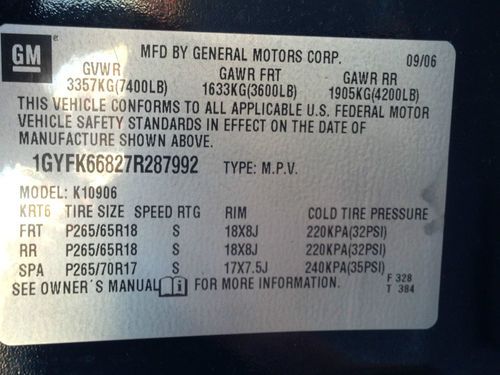 GM
MFD BY GENERAL MOTORS CORP. 09/06
GVWR GAWR FRT GAWR RR
3357KG(7400LB) 1633KG(3600LB) 1905KG(4200LB)
THIS VEHICLE CONFORMS TO ALL APPLICABLE U.S. FEDERAL MOTOR
VEHICLE SAFETY STANDARDS IN EFFECT ON THE DATE OF
MANUFACTURE SHOWN ABOVE.
1GYFK66827R287992 TYPE: M.P.V.
MODEL: K10906
KRT6 TIRE SIZE SPEED RTG RIM COLD TIRE PRESSURE
FRT P265/65R18 S 18X8J 220KPA(32PSI)
RR P265/65R18 S 18X8J 220KPA(32PSI)
SPA P265/70R17 S 17X7.5J 240KPA(35PSI)
SEE OWNER'S MANUAL i FOR MORE INFORMATION. F 328
T 384